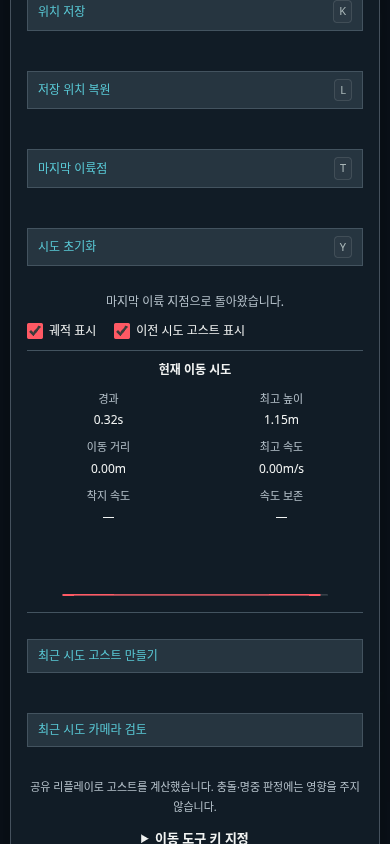 위치 저장 K
저장 위치 복원 L
마지막 이륙점 T
시도 초기화 Y
마지막 이륙 지점으로 돌아왔습니다.
궤적 표시 이전 시도 고스트 표시
현재 이동 시도
경과 최고 높이
0.32s 1.15m
이동 거리 최고 속도
0.00m 0.00m/s
착지 속도 속도 보존
— —
최근 시도 고스트 만들기
최근 시도 카메라 검토
공유 리플레이로 고스트를 계산했습니다. 충돌·명중 판정에는 영향을 주지
않습니다.
▶ 이동 도구 키 지정